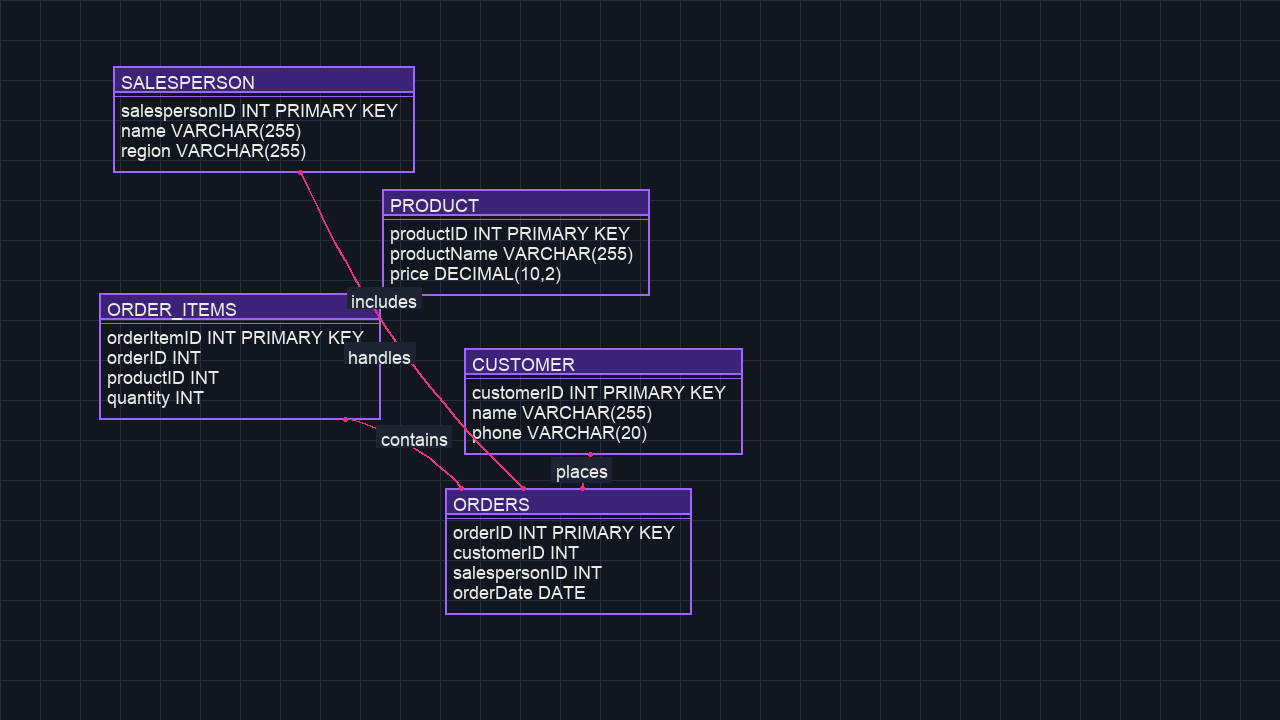 SALESPERSON
salespersonID INT PRIMARY KEY
name VARCHAR(255)
region VARCHAR(255)
PRODUCT
productID INT PRIMARY KEY
productName VARCHAR(255)
price DECIMAL(10,2)
includes
ORDER_ITEMS
orderItemID INT PRIMARY KEY
orderID INT
productID INT
quantity INT
handles
CUSTOMER
customerID INT PRIMARY KEY
name VARCHAR(255)
phone VARCHAR(20)
contains
places
ORDERS
orderID INT PRIMARY KEY
customerID INT
salespersonID INT
orderDate DATE